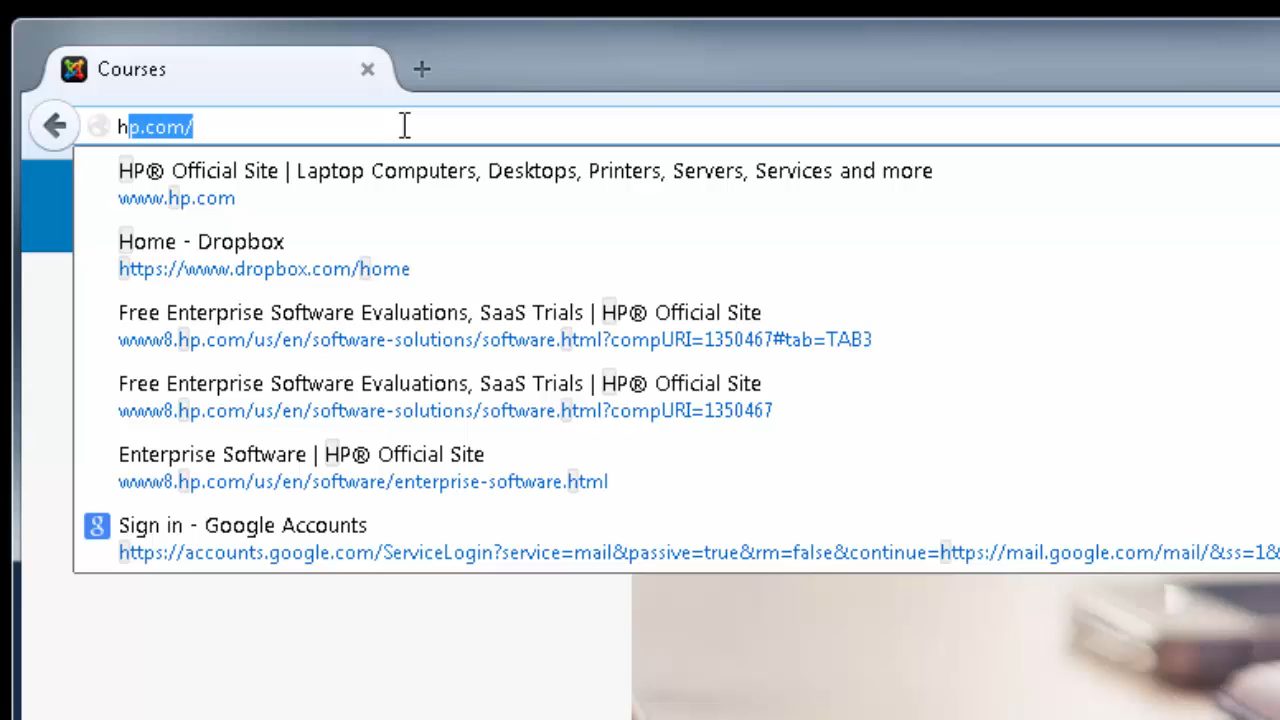 Courses
hp.com/
HP® Official Site | Laptop Computers, Desktops, Printers, Servers, Services and more
www.hp.com
Home - Dropbox
https://www.dropbox.com/home
Free Enterprise Software Evaluations, SaaS Trials | HP® Official Site
www8.hp.com/us/en/software-solutions/software.html?compURI=1350467#tab=TAB3
Free Enterprise Software Evaluations, SaaS Trials | HP® Official Site
www8.hp.com/us/en/software-solutions/software.html?compURI=1350467
Enterprise Software | HP® Official Site
www8.hp.com/us/en/software/enterprise-software.html
8 Sign in - Google Accounts
https://accounts.google.com/ServiceLogin?service=mail&passive=true&rm=false&continue=https://mail.google.com/mail/&ss=1&